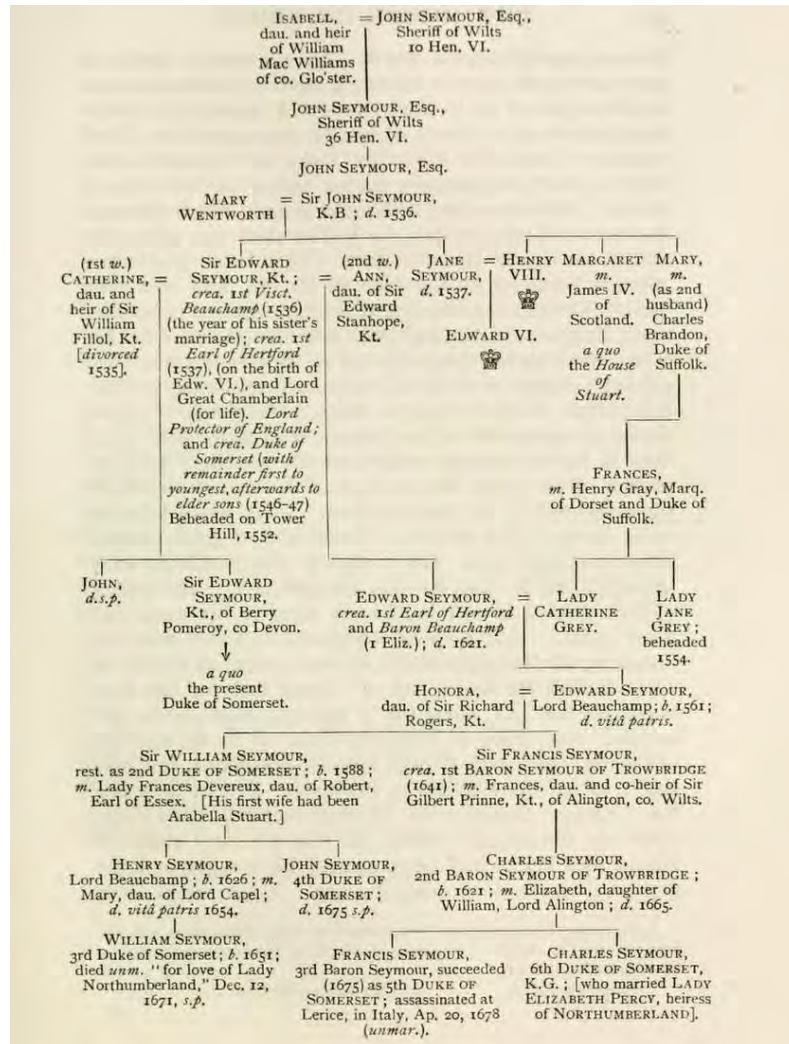 ISABELL,
dau. and heir
of William
Mac Williams
of co. Glo'ster.
= JOHN SEYMOUR, Esq.,
Sheriff of Wilts
10 Hen. VI.
JOHN SEYMOUR, Esq.,
Sheriff of Wilts
36 Hen. VI.
JOHN SEYMOUR, Esq.
MARY
WENTWORTH
= Sir JOHN SEYMOUR,
K.B ; d. 1536.
(1st w.)
CATHERINE, =
dau. and
heir of Sir
William
Fillol, Kt.
[divorced
1535].
Sir EDWARD
SEYMOUR, Kt. ;
crea. 1st Visct.
Beauchamp (1536)
(the year of his sister's
marriage) ; crea. 1st
Earl of Hertford
(1537), (on the birth of
Edw. VI.), and Lord
Great Chamberlain
(for life). Lord
Protector of England ;
and crea. Duke of
Somerset (with
remainder first to
youngest, afterwards to
elder sons (1546-47)
Beheaded on Tower
Hill, 1552.
(2nd w.)
= ANN,
dau. of Sir
Edward
Stanhope,
Kt.
JANE
SEYMOUR,
d. 1537.
= HENRY
VIII.
EDWARD VI.
MARGARET
m.
James IV.
of
Scotland.
a quo
the House
of
Stuart.
MARY,
m.
(as 2nd
husband)
Charles
Brandon,
Duke of
Suffolk.
FRANCES,
m. Henry Gray, Marq.
of Dorset and Duke of
Suffolk.
JOHN,
d.s.p.
Sir EDWARD
SEYMOUR,
Kt., of Berry
Pomeroy, co Devon.
a quo
the present
Duke of Somerset.
EDWARD SEYMOUR, =
crea. 1st Earl of Hertford
and Baron Beauchamp
(1 Eliz.) ; d. 1621.
LADY
CATHERINE
GREY.
LADY
JANE
GREY ;
beheaded
1554.
HONORA, =
dau. of Sir Richard
Rogers, Kt.
EDWARD SEYMOUR,
Lord Beauchamp ; b. 1561 ;
d. vitâ patris.
Sir WILLIAM SEYMOUR,
rest. as 2nd DUKE OF SOMERSET ; b. 1588 ;
m. Lady Frances Devereux, dau. of Robert,
Earl of Essex. [His first wife had been
Arabella Stuart.]
Sir FRANCIS SEYMOUR,
crea. 1st BARON SEYMOUR OF TROWBRIDGE
(1641) ; m. Frances, dau. and co-heir of Sir
Gilbert Prinne, Kt., of Alington, co. Wilts.
HENRY SEYMOUR,
Lord Beauchamp ; b. 1626 ; m.
Mary, dau. of Lord Capel ;
d. vitâ patris 1654.
JOHN SEYMOUR,
4th DUKE OF
SOMERSET ;
d. 1675 s.p.
CHARLES SEYMOUR,
2nd BARON SEYMOUR OF TROWBRIDGE ;
b. 1621 ; m. Elizabeth, daughter of
William, Lord Alington ; d. 1665.
WILLIAM SEYMOUR,
3rd Duke of Somerset ; b. 1651 ;
died unm. "for love of Lady
Northumberland," Dec. 12,
1671, s.p.
FRANCIS SEYMOUR,
3rd Baron Seymour, succeeded
(1675) as 5th DUKE OF
SOMERSET ; assassinated at
Lerice, in Italy, Ap. 20, 1678
(unmar.).
CHARLES SEYMOUR,
6th DUKE OF SOMERSET,
K.G. ; [who married LADY
ELIZABETH PERCY, heiress
of NORTHUMBERLAND].